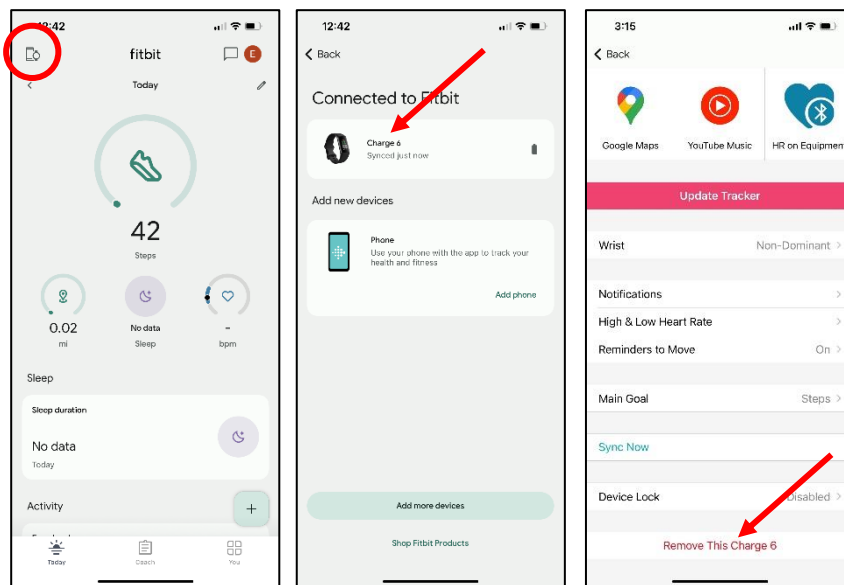 12:42
fitbit
E
Today
42
Steps
0.02
mi
No data
Sleep
-
bpm
Sleep
Sleep duration
No data
Today
Activity
+
Today
Coach
You
12:42
Back
Connected to Fitbit
Charge 6
Synced just now
Add new devices
Phone
Use your phone with the app to track your
health and fitness
Add phone
Add more devices
Shop Fitbit Products
3:15
Back
Google Maps
YouTube Music
HR on Equipmen
Update Tracker
Wrist Non-Dominant
Notifications
High & Low Heart Rate
Reminders to Move On
Main Goal Steps
Sync Now
Device Lock Disabled
Remove This Charge 6